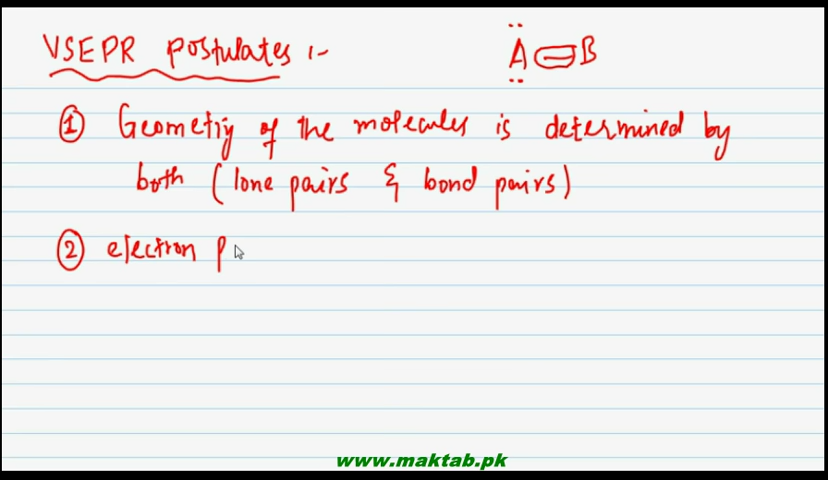 VSEPR postulates :-
A B
① Geometry of the molecules is determined by
both (lone pairs & bond pairs)
② electron p
www.maktab.pk